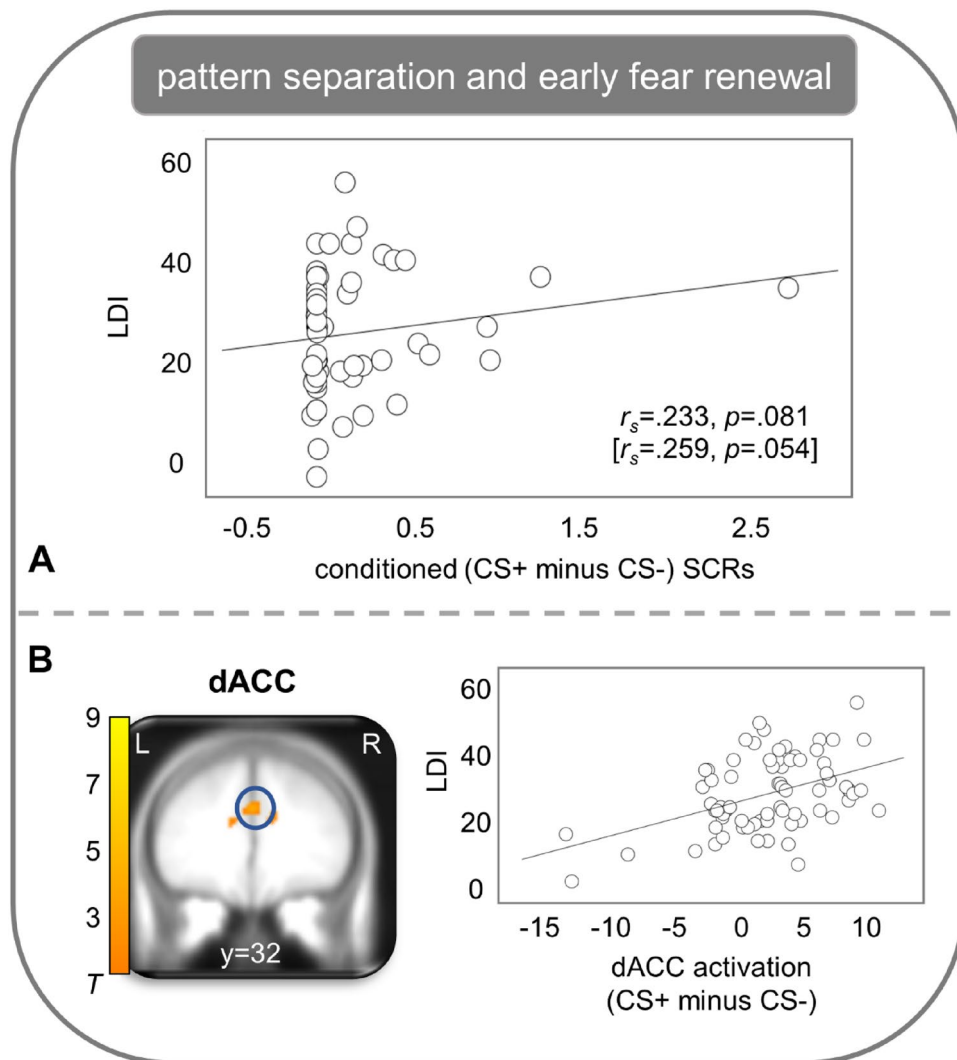 pattern separation and early fear renewal
60
40
20
0
LDI
-0.5 0.5 1.5 2.5
conditioned (CS+ minus CS-) SCRs
rs=.233, p=.081
[rs=.259, p=.054]
A
B
dACC
9
7
5
3
T
L R
y=32
60
40
20
0
LDI
-15 -10 -5 0 5 10
dACC activation
(CS+ minus CS-)